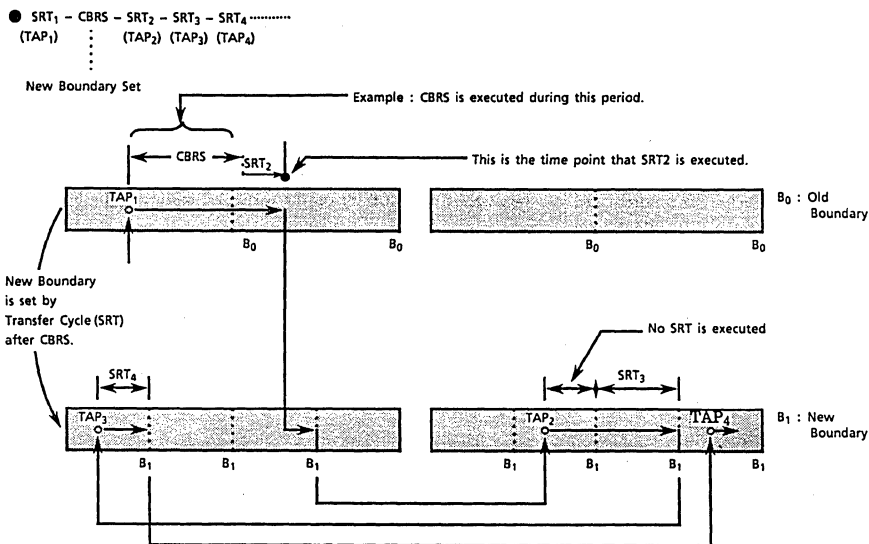 ● SRT₁ – CBRS – SRT₂ – SRT₃ – SRT₄ ············
(TAP₁) (TAP₂) (TAP₃) (TAP₄)
New Boundary Set
Example : CBRS is executed during this period.
CBRS
SRT₂
This is the time point that SRT2 is executed.
TAP₁
B₀ : Old
Boundary
B₀ B₀ B₀ B₀
New Boundary
is set by
Transfer Cycle (SRT)
after CBRS.
No SRT is executed
SRT₄
SRT₃
TAP₃ TAP₂ TAP₄
B₁ : New
Boundary
B₁ B₁ B₁ B₁ B₁ B₁ B₁